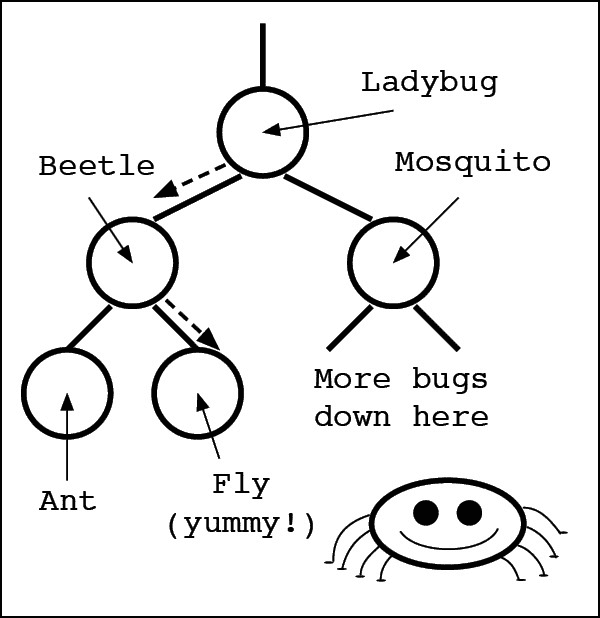 Ladybug
Beetle
Mosquito
More bugs
down here
Ant
Fly
(yummy!)